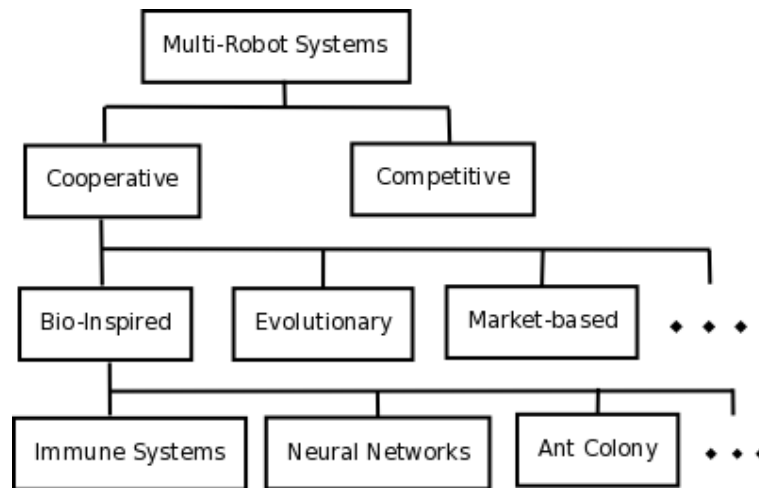 Multi-Robot Systems
Cooperative
Competitive
Bio-Inspired
Evolutionary
Market-based
Immune Systems
Neural Networks
Ant Colony